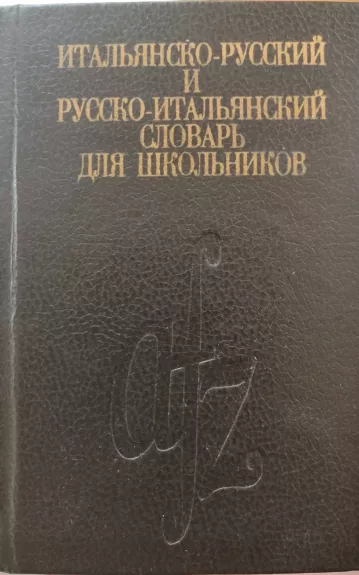 ИТАЛЬЯНСКО-РУССКИЙ
И
РУССКО-ИТАЛЬЯНСКИЙ
СЛОВАРЬ
ДЛЯ ШКОЛЬНИКОВ